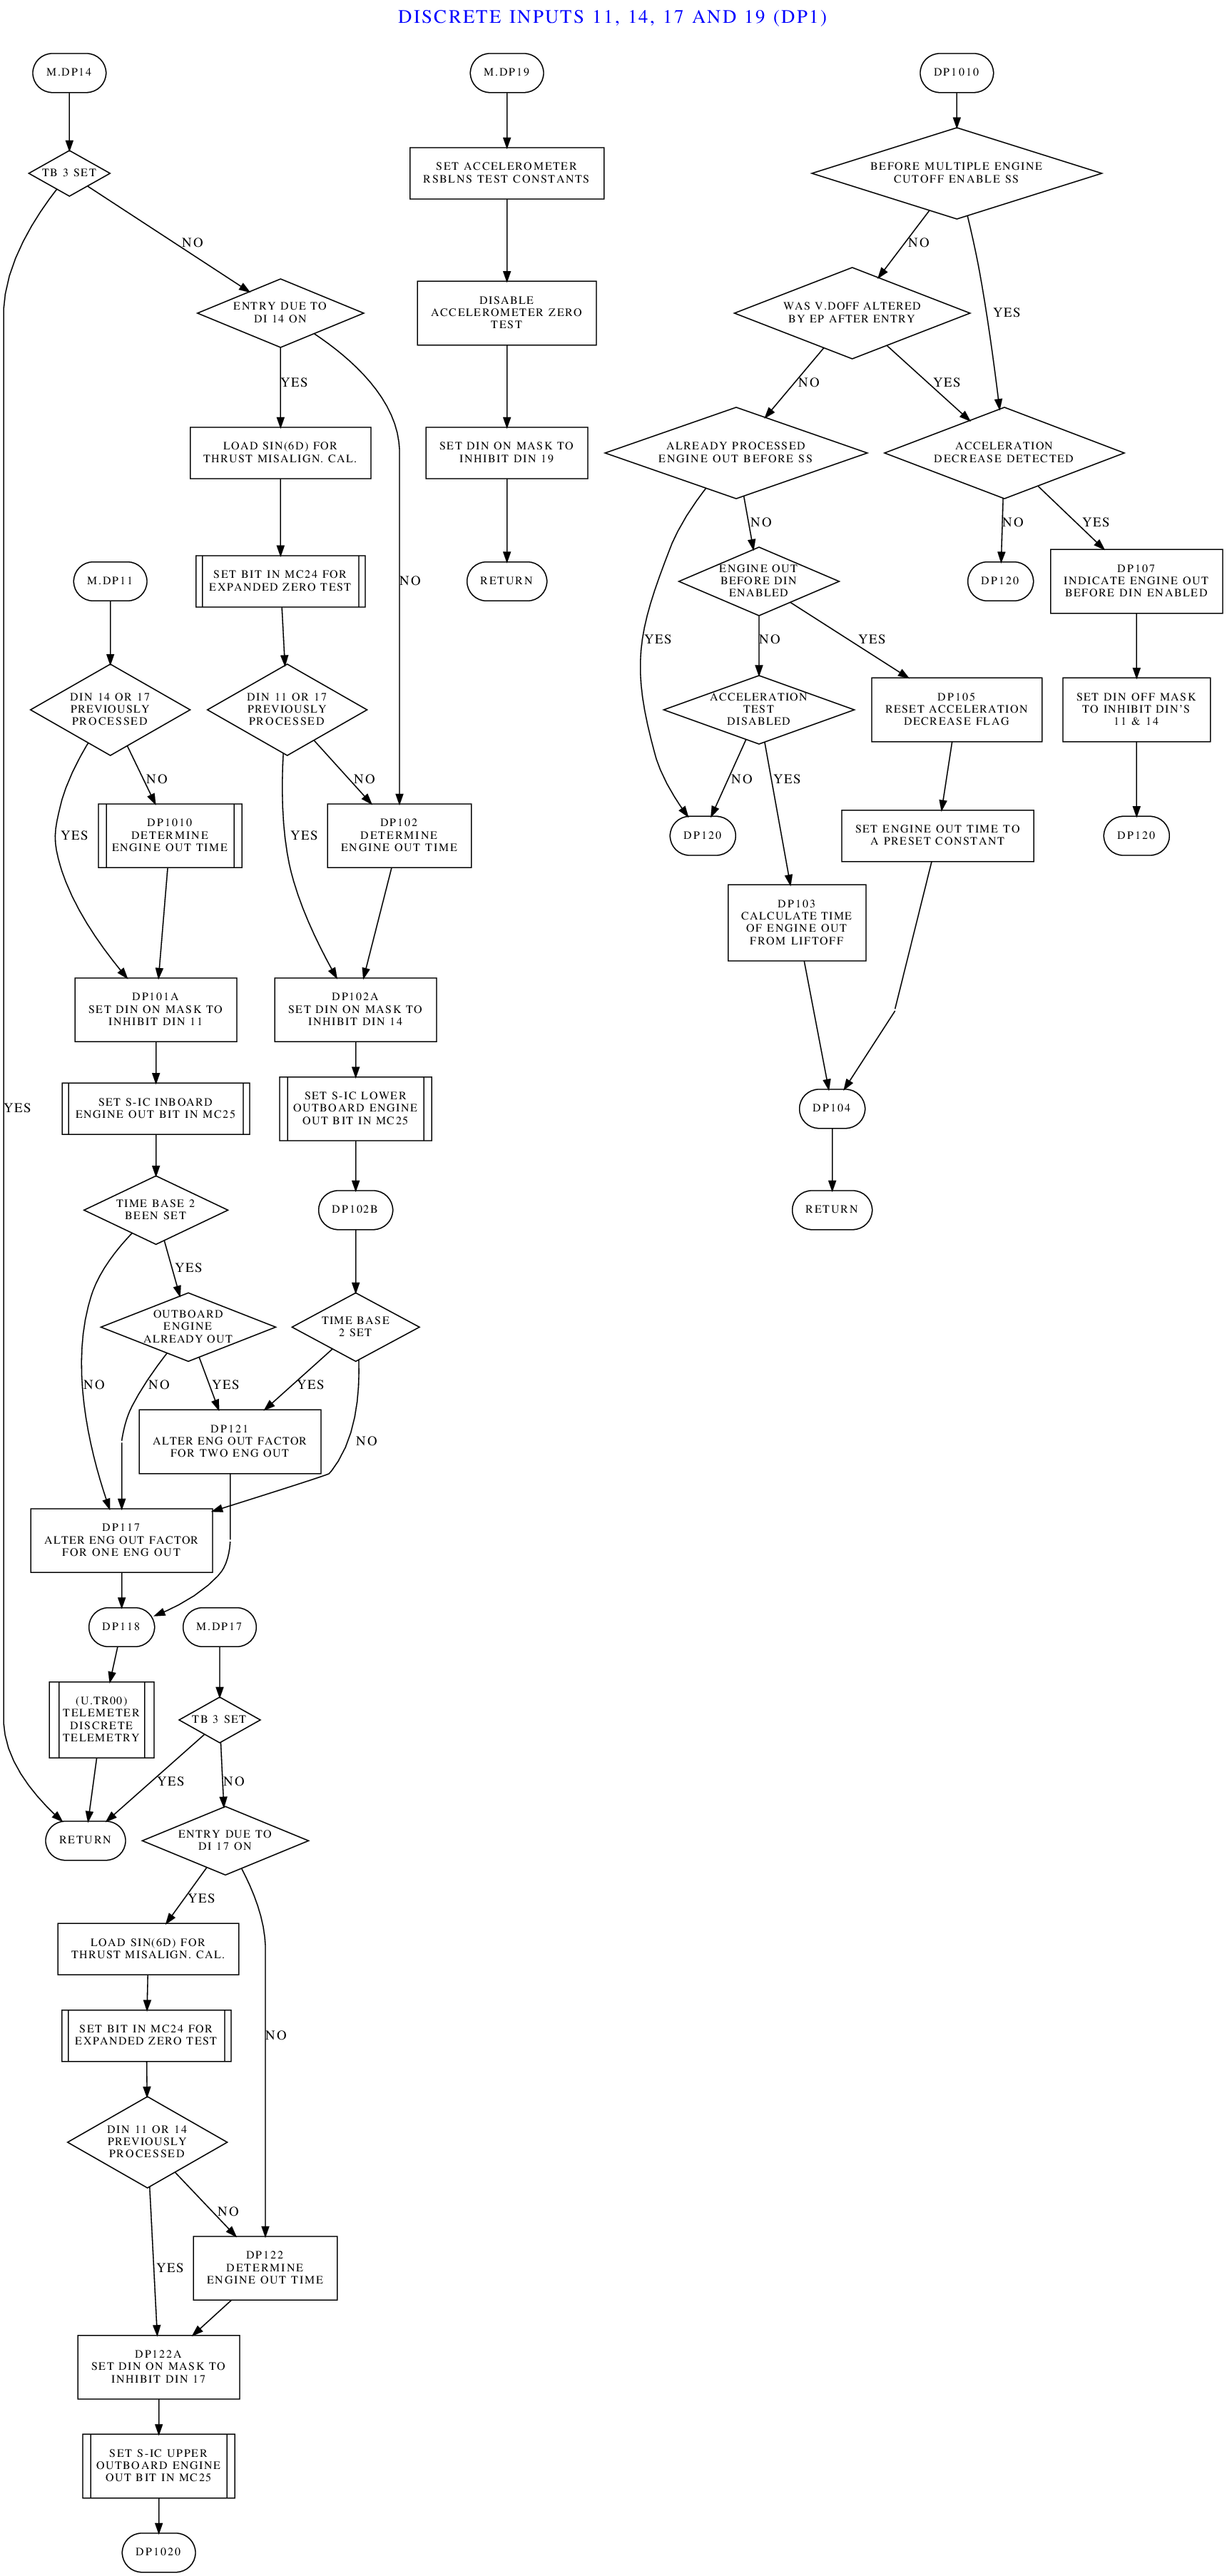 DISCRETE INPUTS 11, 14, 17 AND 19 (DP1)
M.DP14
TB 3 SET
YES
NO
ENTRY DUE TO
DI 14 ON
YES
NO
LOAD SIN(6D) FOR
THRUST MISALIGN. CAL.
SET BIT IN MC24 FOR
EXPANDED ZERO TEST
DIN 11 OR 17
PREVIOUSLY
PROCESSED
NO
YES
DP102
DETERMINE
ENGINE OUT TIME
DP102A
SET DIN ON MASK TO
INHIBIT DIN 14
SET S-IC LOWER
OUTBOARD ENGINE
OUT BIT IN MC25
DP102B
TIME BASE
2 SET
YES
NO
M.DP11
DIN 14 OR 17
PREVIOUSLY
PROCESSED
NO
YES
DP1010
DETERMINE
ENGINE OUT TIME
DP101A
SET DIN ON MASK TO
INHIBIT DIN 11
SET S-IC INBOARD
ENGINE OUT BIT IN MC25
TIME BASE 2
BEEN SET
YES
NO
OUTBOARD
ENGINE
ALREADY OUT
NO
YES
DP121
ALTER ENG OUT FACTOR
FOR TWO ENG OUT
DP117
ALTER ENG OUT FACTOR
FOR ONE ENG OUT
DP118
(U.TR00)
TELEMETER
DISCRETE
TELEMETRY
RETURN
M.DP17
TB 3 SET
YES
NO
ENTRY DUE TO
DI 17 ON
YES
NO
LOAD SIN(6D) FOR
THRUST MISALIGN. CAL.
SET BIT IN MC24 FOR
EXPANDED ZERO TEST
DIN 11 OR 14
PREVIOUSLY
PROCESSED
NO
YES
DP122
DETERMINE
ENGINE OUT TIME
DP122A
SET DIN ON MASK TO
INHIBIT DIN 17
SET S-IC UPPER
OUTBOARD ENGINE
OUT BIT IN MC25
DP1020
M.DP19
SET ACCELEROMETER
RSBLNS TEST CONSTANTS
DISABLE
ACCELEROMETER ZERO
TEST
SET DIN ON MASK TO
INHIBIT DIN 19
RETURN
DP1010
BEFORE MULTIPLE ENGINE
CUTOFF ENABLE SS
NO
YES
WAS V.DOFF ALTERED
BY EP AFTER ENTRY
NO
YES
ALREADY PROCESSED
ENGINE OUT BEFORE SS
NO
YES
ACCELERATION
DECREASE DETECTED
NO
YES
DP120
DP107
INDICATE ENGINE OUT
BEFORE DIN ENABLED
SET DIN OFF MASK
TO INHIBIT DIN'S
11 & 14
DP120
ENGINE OUT
BEFORE DIN
ENABLED
NO
YES
ACCELERATION
TEST
DISABLED
NO
YES
DP120
DP105
RESET ACCELERATION
DECREASE FLAG
SET ENGINE OUT TIME TO
A PRESET CONSTANT
DP103
CALCULATE TIME
OF ENGINE OUT
FROM LIFTOFF
DP104
RETURN